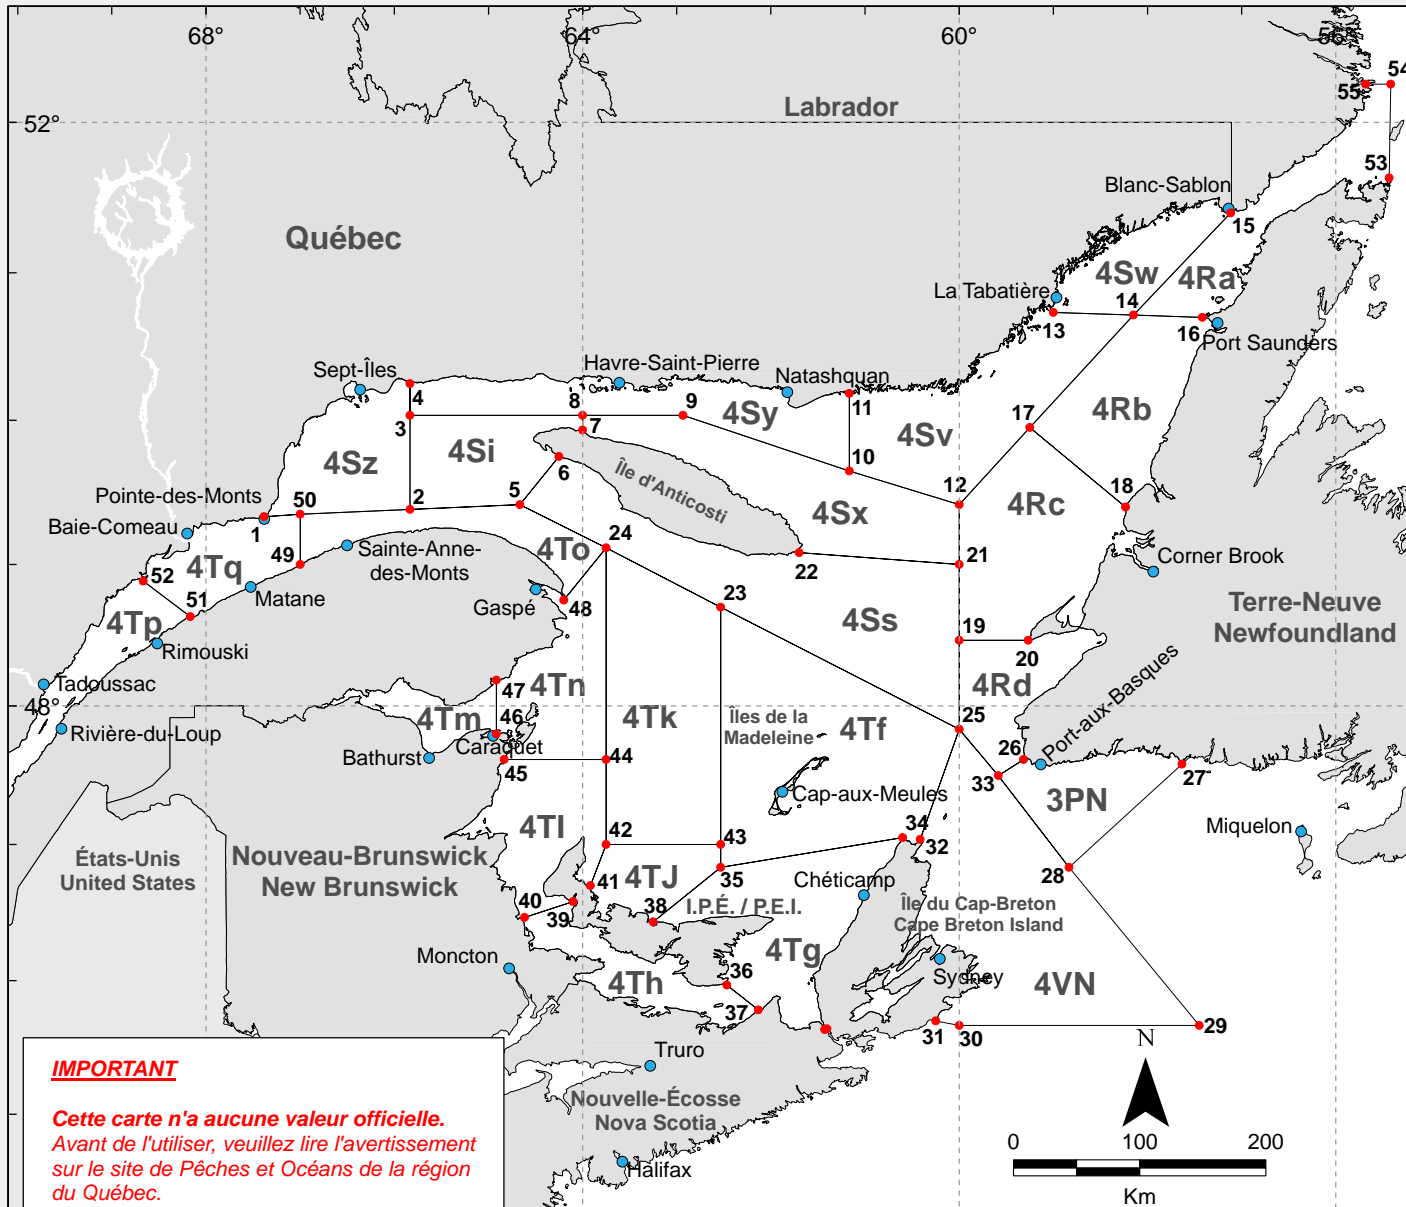 68°
64°
60°
56°
54
55
52°
Labrador
53
Blanc-Sablon
15
Québec
4Sw
4Ra
La Tabatière
14
13
16
Port Saunders
Sept-Îles
Havre-Saint-Pierre
Natashquan
4
8
9
11
3
7
4Sy
4Sv
17
4Rb
4Sz
4Si
6
10
Île d'Anticosti
Pointe-des-Monts
50
2
5
12
18
4Rc
4Sx
Baie-Comeau
1
24
49
Sainte-Anne-
des-Monts
4To
21
22
Corner Brook
4Tq
52
Matane
Gaspé
48
23
51
4Tp
4Ss
19
20
Terre-Neuve
Newfoundland
Rimouski
Tadoussac
47
4Tn
4Rd
Port-aux-Basques
48°
4Tm
46
4Tk
Îles de la
Madeleine
4Tf
25
Rivière-du-Loup
Caraquet
Bathurst
45
44
26
27
33
3PN
Cap-aux-Meules
4Tl
42
43
34
32
Miquelon
États-Unis
United States
Nouveau-Brunswick
New Brunswick
41
4TJ
35
28
Chéticamp
40
39
38
I.P.É. / P.E.I.
Île du Cap-Breton
Cape Breton Island
4Tg
Moncton
36
4Th
Sydney
4VN
37
31
30
29
N
IMPORTANT
Truro
Cette carte n'a aucune valeur officielle.
Avant de l'utiliser, veuillez lire l'avertissement
sur le site de Pêches et Océans de la région
du Québec.
Nouvelle-Écosse
Nova Scotia
Halifax
0
100
200
Km